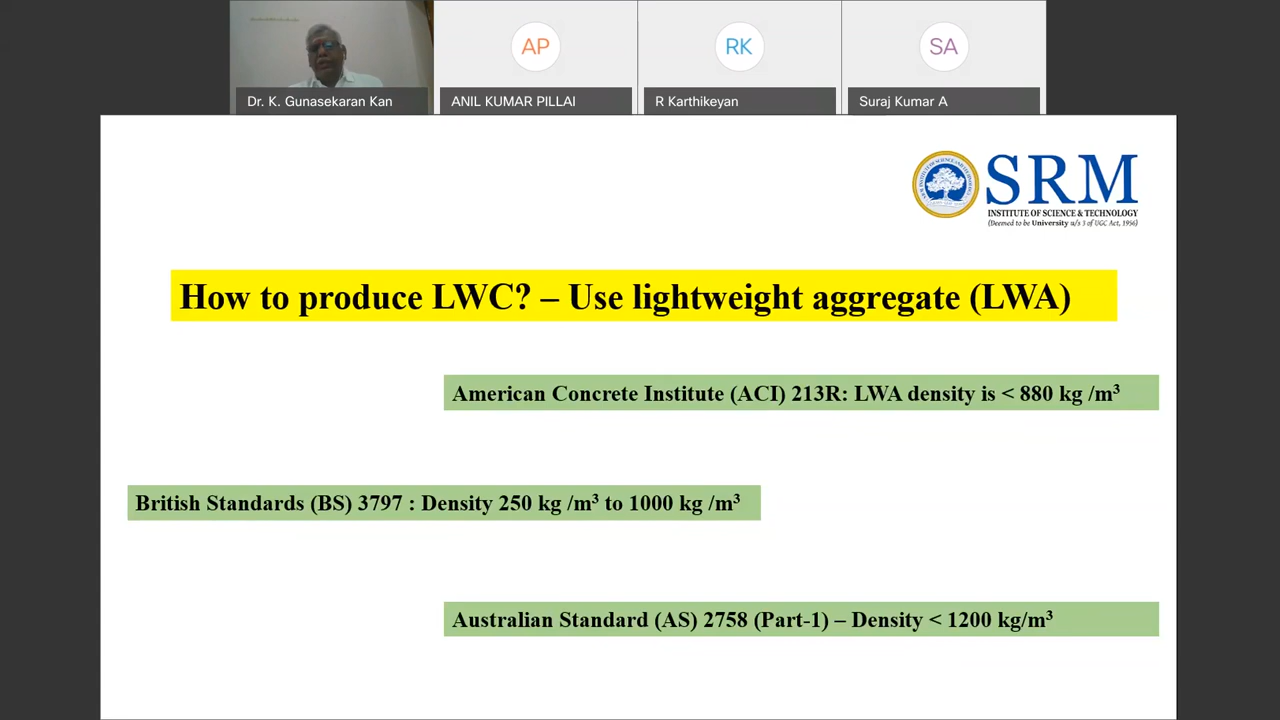 AP
RK
SA
Dr. K. Gunasekaran Kan
ANIL KUMAR PILLAI
R Karthikeyan
Suraj Kumar A
SRM
INSTITUTE OF SCIENCE & TECHNOLOGY
(Deemed to be University u/s 3 of UGC Act, 1956)
How to produce LWC? – Use lightweight aggregate (LWA)
American Concrete Institute (ACI) 213R: LWA density is < 880 kg /m³
British Standards (BS) 3797 : Density 250 kg /m³ to 1000 kg /m³
Australian Standard (AS) 2758 (Part-1) – Density < 1200 kg/m³